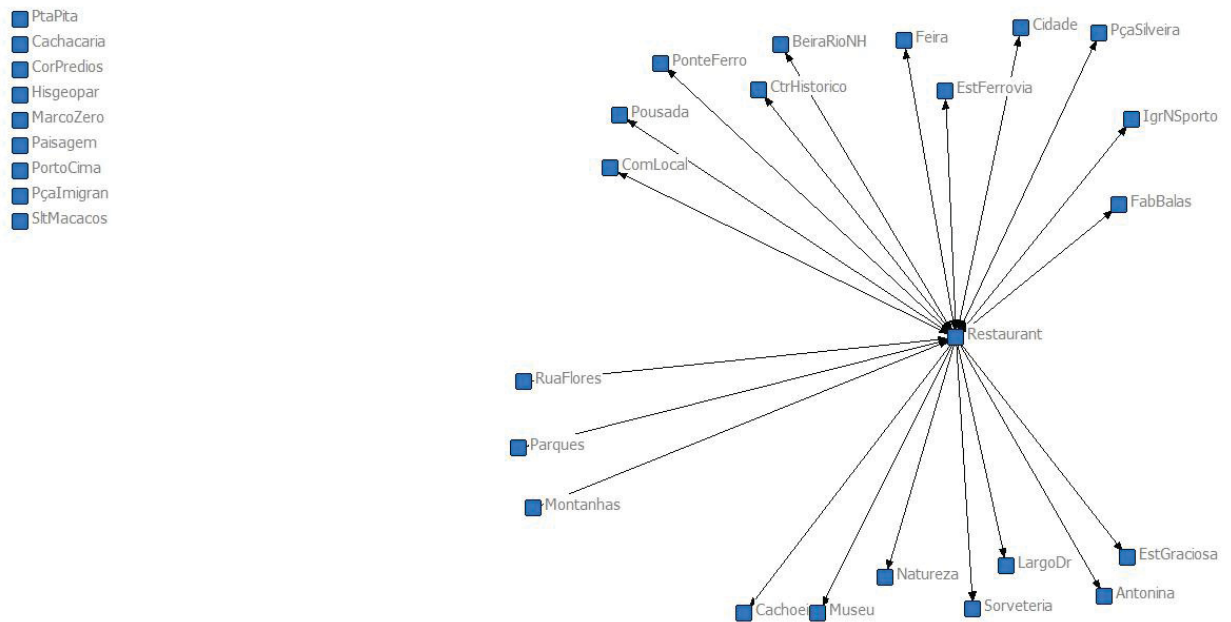 PtaPita
Cachacaria
CorPredios
Hisgeopar
MarcoZero
Paisagem
PortoCima
PçaImigran
SltMacacos
Cidade
PçaSilveira
Feira
BeiraRioNH
PonteFerro
CtrHistorico
EstFerrovia
Pousada
IgrNSporto
ComLocal
FabBalas
Restaurant
RuaFlores
Parques
Montanhas
EstGraciosa
LargoDr
Natureza
Antonina
Sorveteria
Cachoei
Museu